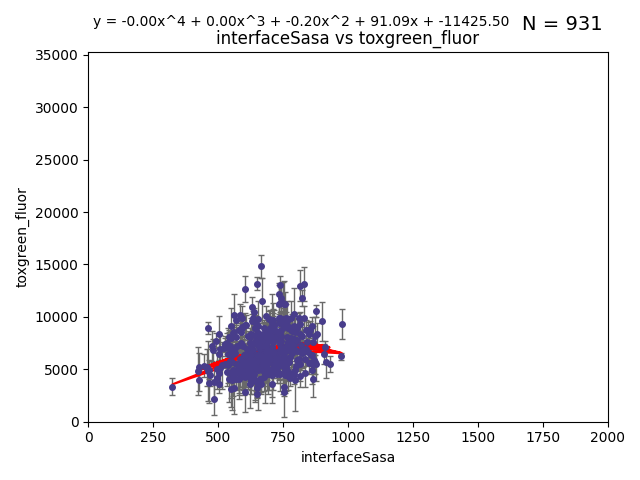 y = -0.00x^4 + 0.00x^3 + -0.20x^2 + 91.09x + -11425.50
N = 931
interfaceSasa vs toxgreen_fluor
35000
30000
25000
20000
15000
10000
5000
0
toxgreen_fluor
0 250 500 750 1000 1250 1500 1750 2000
interfaceSasa